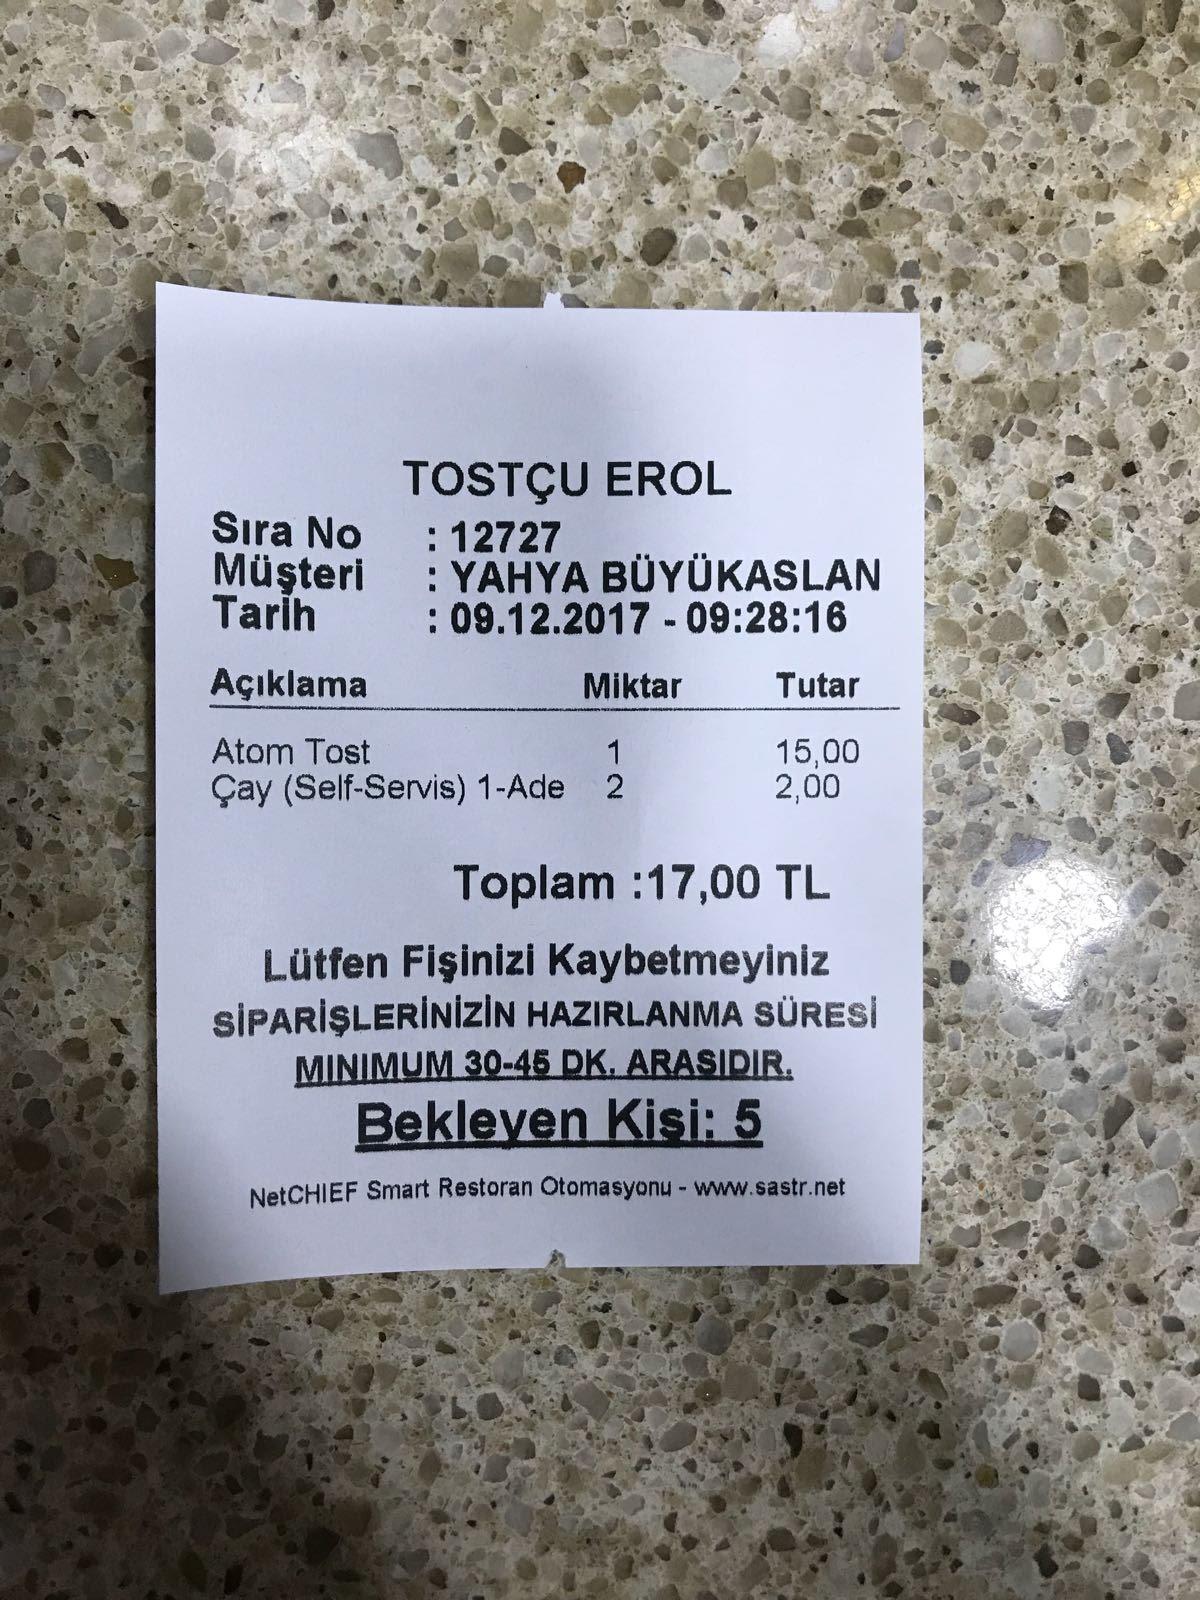 TOSTÇU EROL
Sıra No : 12727
Müşteri : YAHYA BÜYÜKASLAN
Tarih : 09.12.2017 - 09:28:16
Açıklama Miktar Tutar
Atom Tost 1 15,00
Çay (Self-Servis) 1-Ade 2 2,00
Toplam :17,00 TL
Lütfen Fişinizi Kaybetmeyiniz
SİPARİŞLERİNİZİN HAZIRLANMA SÜRESİ
MINIMUM 30-45 DK. ARASIDIR.
Bekleyen Kişi: 5
NetCHIEF Smart Restoran Otomasyonu - www.sastr.net